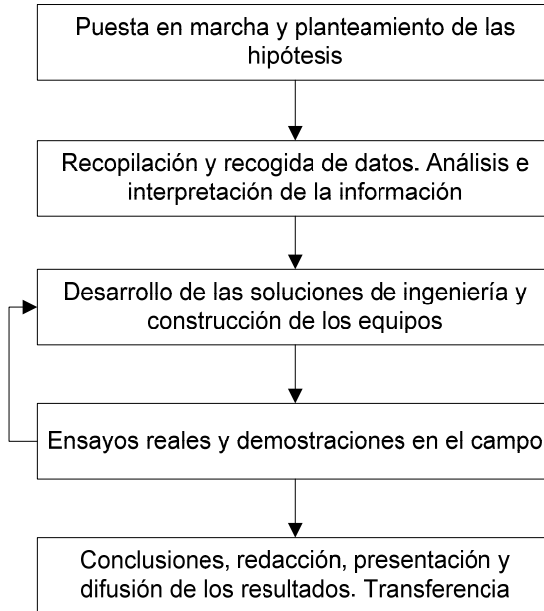 Puesta en marcha y planteamiento de las
hipótesis
Recopilación y recogida de datos. Análisis e
interpretación de la información
Desarrollo de las soluciones de ingeniería y
construcción de los equipos
Ensayos reales y demostraciones en el campo
Conclusiones, redacción, presentación y
difusión de los resultados. Transferencia